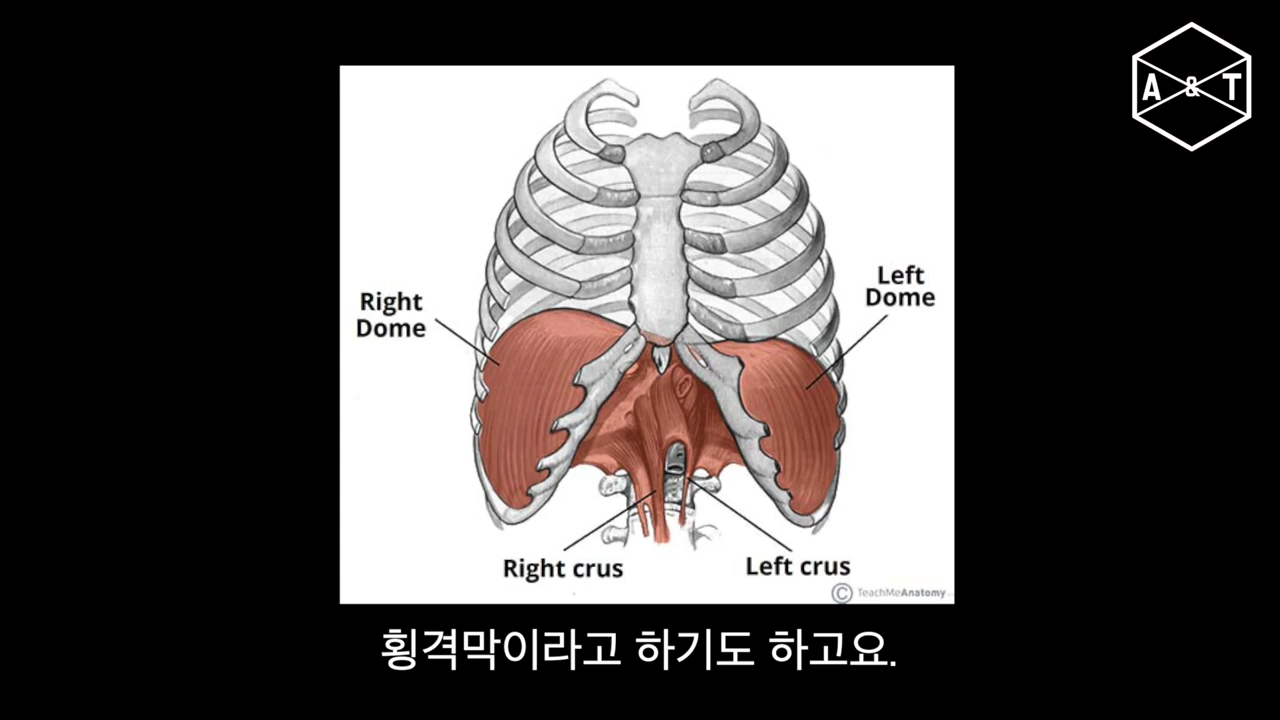 A & T
Left
Dome
Right
Dome
Right crus
Left crus
© TeachMeAnatomy
횡격막이라고 하기도 하고요.